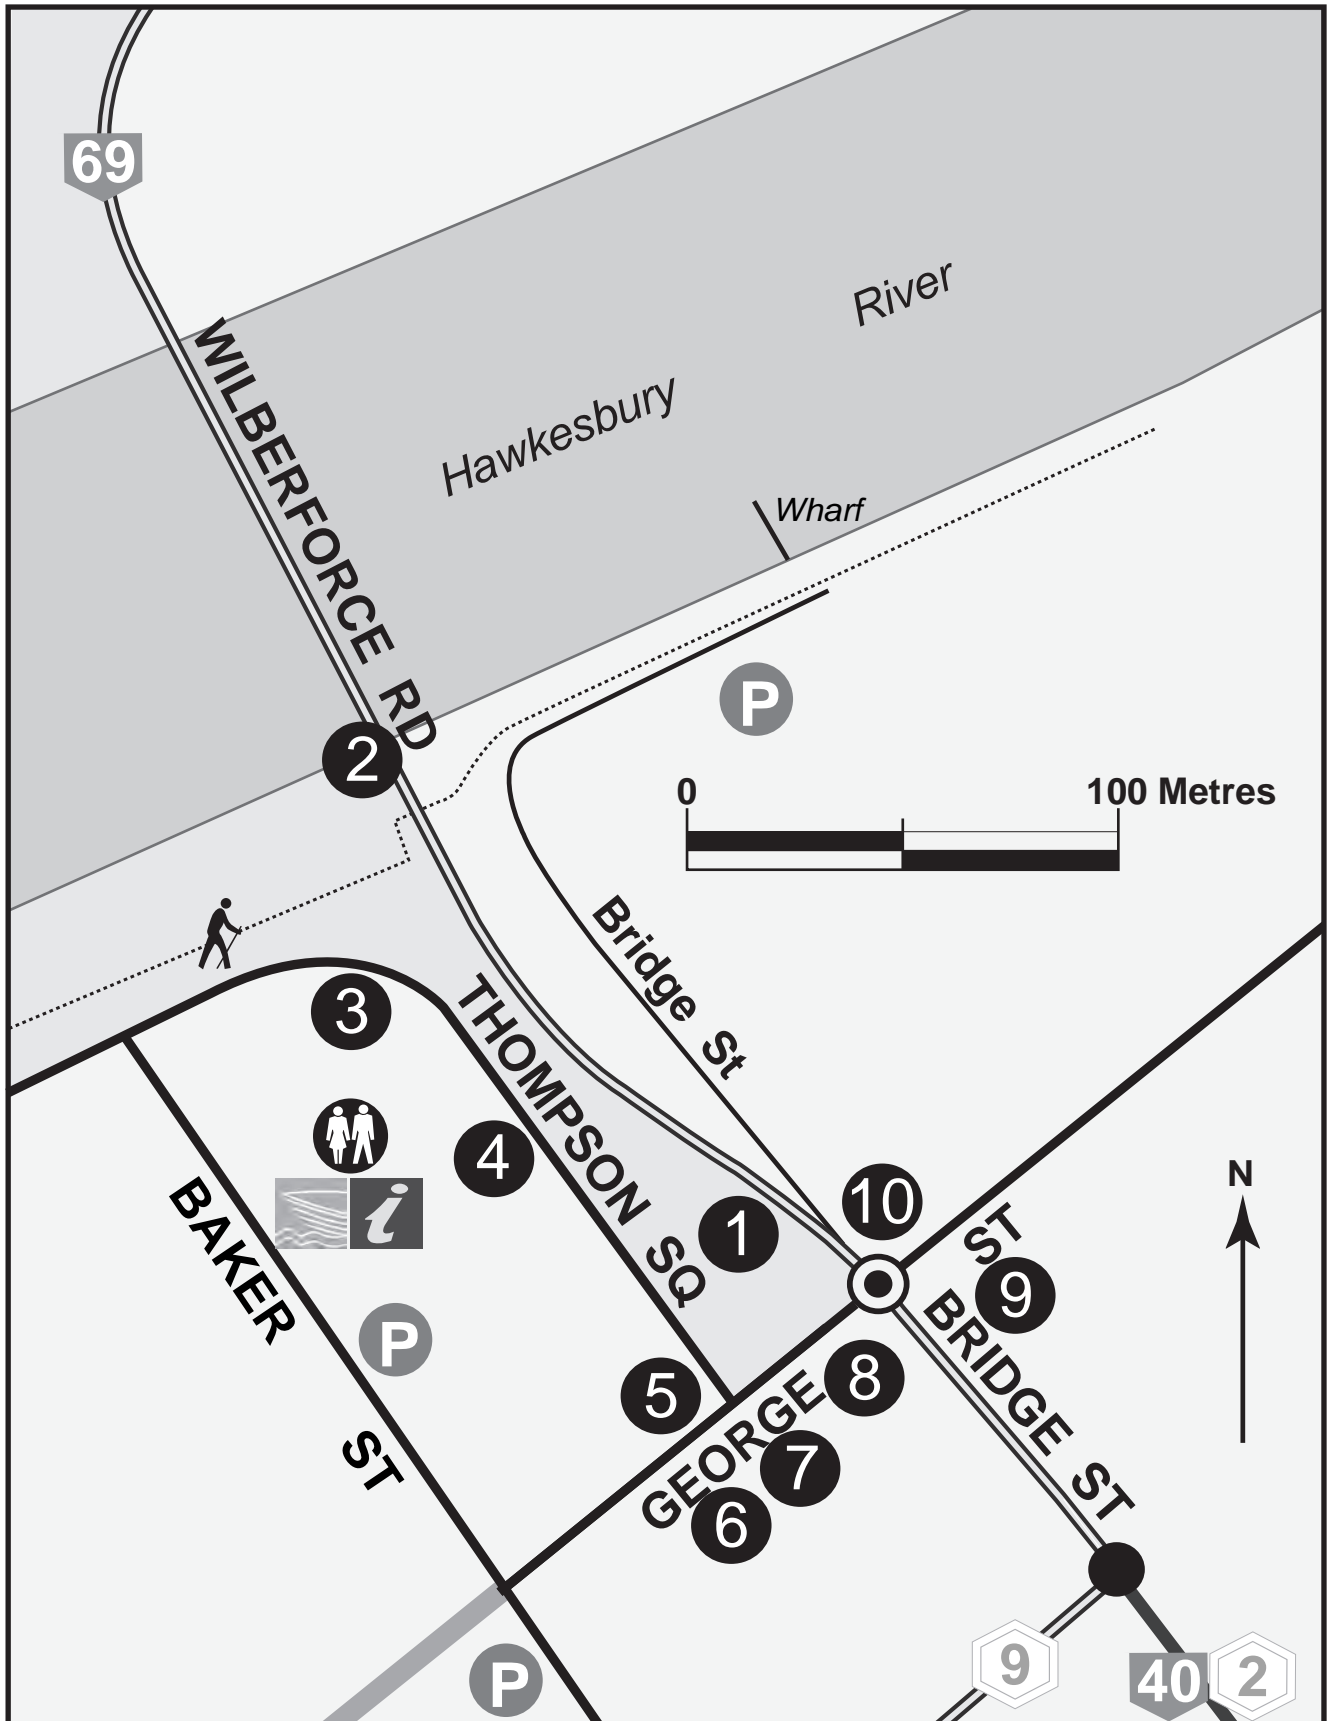 69
River
WILBERFORCE RD
Hawkesbury
Wharf
P
2
0 100 Metres
Bridge St
3
THOMPSON SQ
4
N
10
BAKER ST
i
1
ST
9
P
BRIDGE ST
5
8
GEORGE
7
6
9
P
40
2